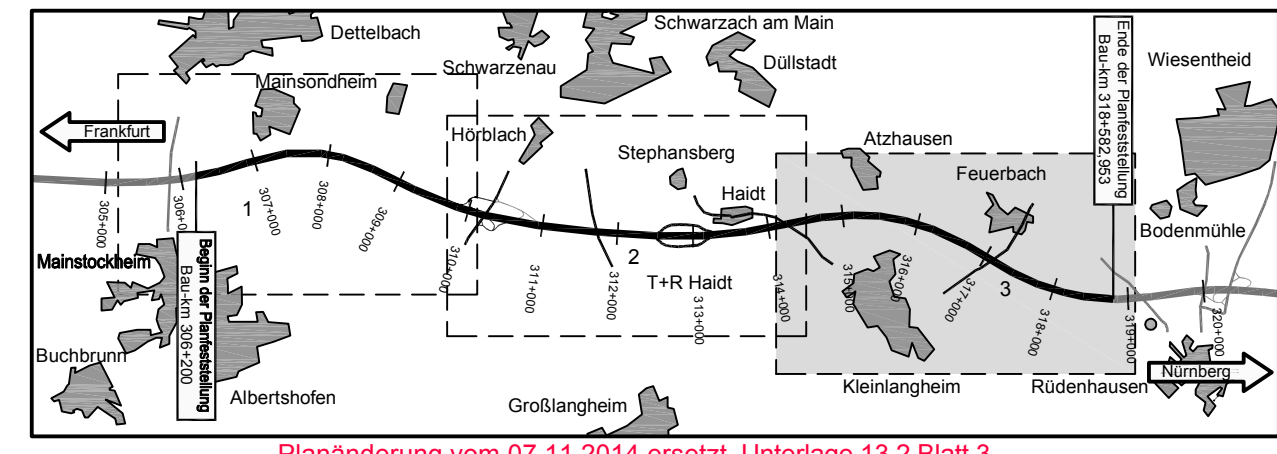 Dettelbach
Schwarzach am Main
Schwarzenau
Düllstadt
Wiesentheid
Ende der Planfeststellung
Bau-km 318+582.953
Mainsondheim
Frankfurt
Hörblach
Stephansberg
Haidt
Atzhausen
Feuerbach
Bodenmühle
1
2
3
T+R Haidt
305+000
307+000
308+000
309+000
310+000
311+000
312+000
313+000
314+000
315+000
316+000
317+000
318+000
319+000
320+000
Mainstockheim
Beginn der Planfeststellung
Bau-km 306+200
Buchbrunn
Albertshofen
Großlangheim
Kleinlangheim
Rüdenhausen
Nürnberg
Planänderung vom 07.11.2014 ersetzt Unterlage 13.2 Blatt 3